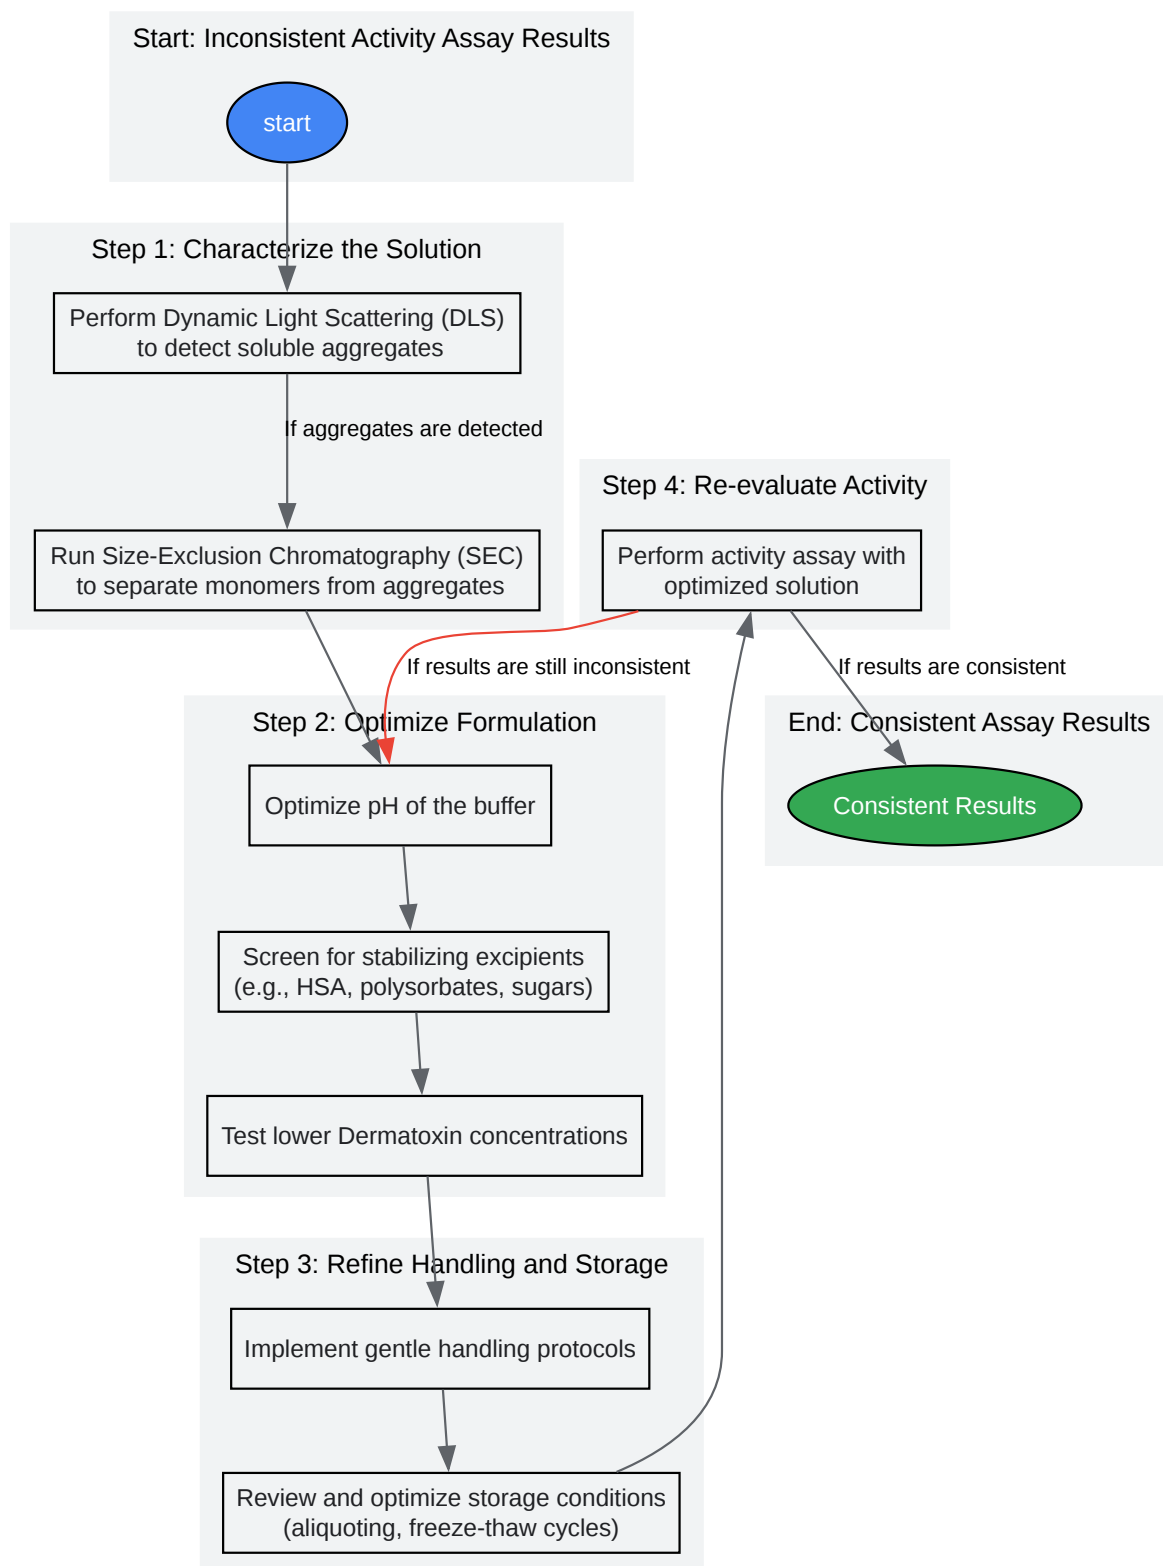 Start: Inconsistent Activity Assay Results
start
Step 1: Characterize the Solution
Perform Dynamic Light Scattering (DLS)
to detect soluble aggregates
If aggregates are detected
Run Size-Exclusion Chromatography (SEC)
to separate monomers from aggregates
Step 4: Re-evaluate Activity
Perform activity assay with
optimized solution
If results are still inconsistent
If results are consistent
Step 2: Optimize Formulation
Optimize pH of the buffer
End: Consistent Assay Results
Consistent Results
Screen for stabilizing excipients
(e.g., HSA, polysorbates, sugars)
Test lower Dermatoxin concentrations
Step 3: Refine Handling and Storage
Implement gentle handling protocols
Review and optimize storage conditions
(aliquoting, freeze-thaw cycles)